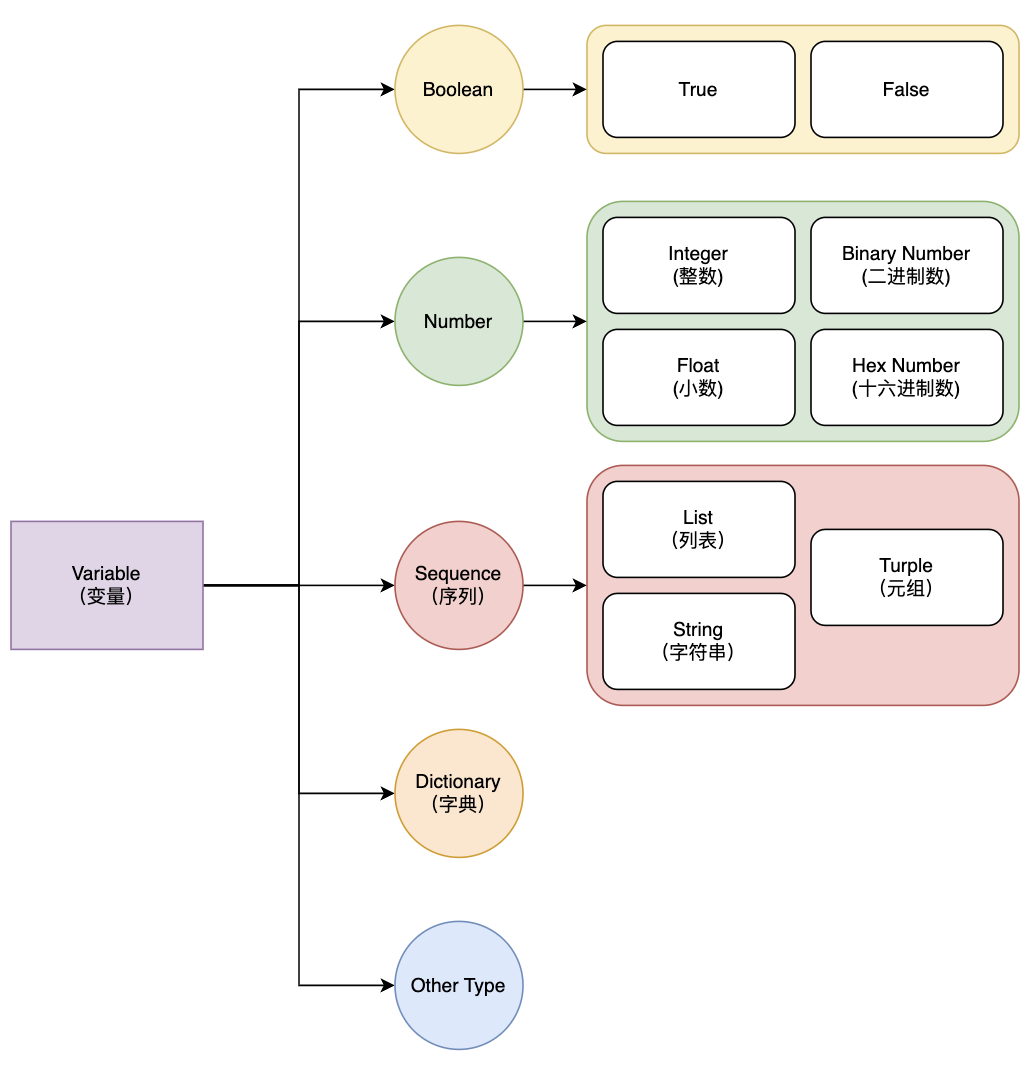 Boolean
True
False
Number
Integer
(整数)
Binary Number
(二进制数)
Float
(小数)
Hex Number
(十六进制数)
Variable
（变量）
Sequence
（序列）
List
（列表）
Turple
（元组）
String
（字符串）
Dictionary
（字典）
Other Type